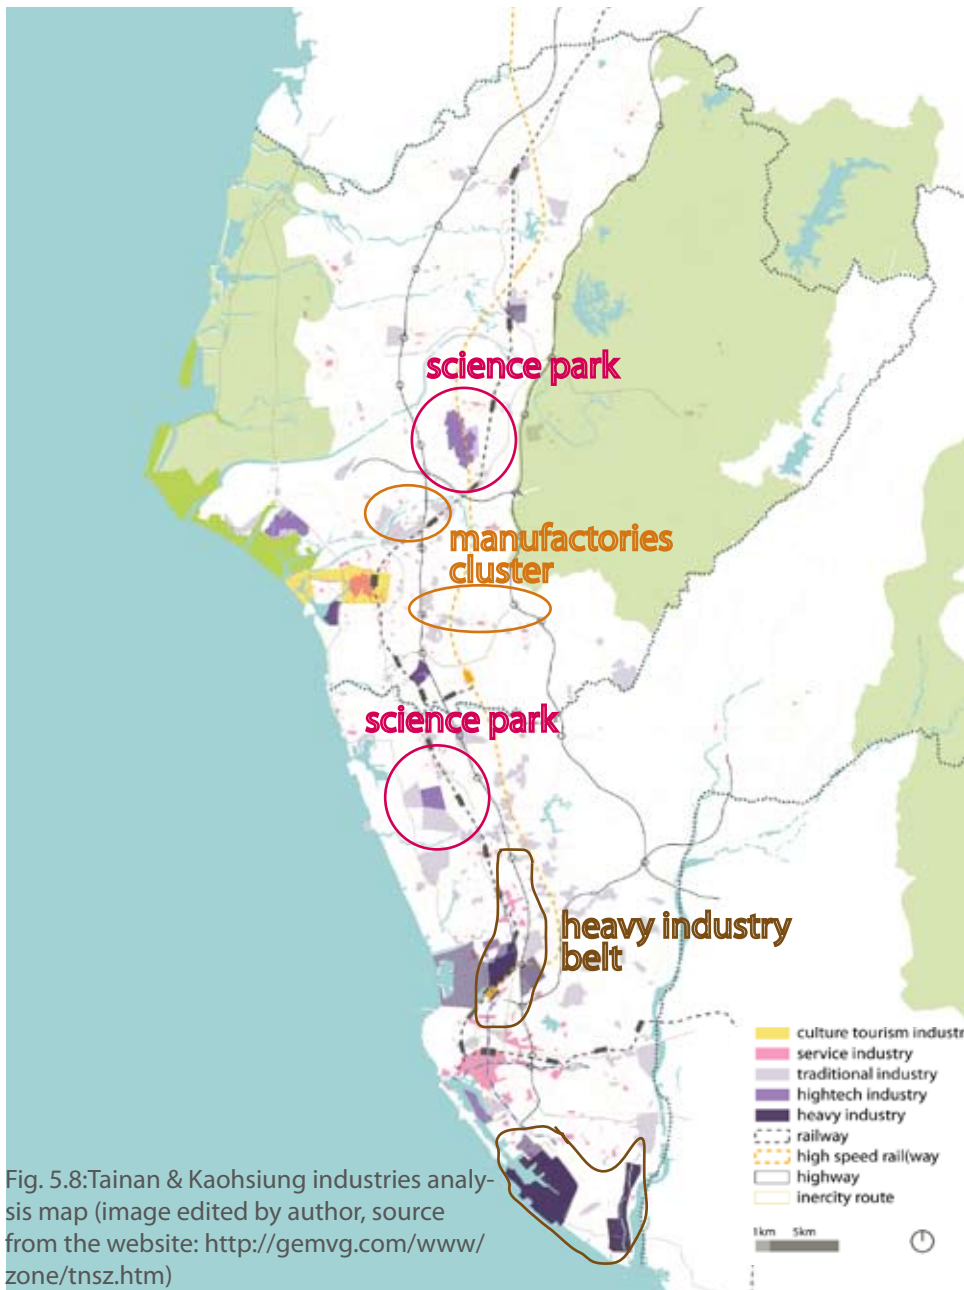 science park
manufactories
cluster
science park
heavy industry
belt
culture tourism industr
service industry
traditional industry
hightech industry
heavy industry
railway
high speed rail(way
highway
inercity route
1km 5km
Fig. 5.8:Tainan & Kaohsiung industries analy-
sis map (image edited by author, source
from the website: http://gemvg.com/www/
zone/tnsz.htm)